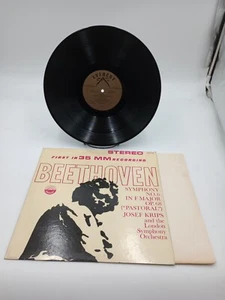 EVEREST
STEREO
FIRST IN 35 MM RECORDING
BEETHOVEN
SYMPHONY
NO.6
IN F MAJOR
OP.68
("PASTORAL")
JOSEF KRIPS
and the
London
Symphony
Orchestra